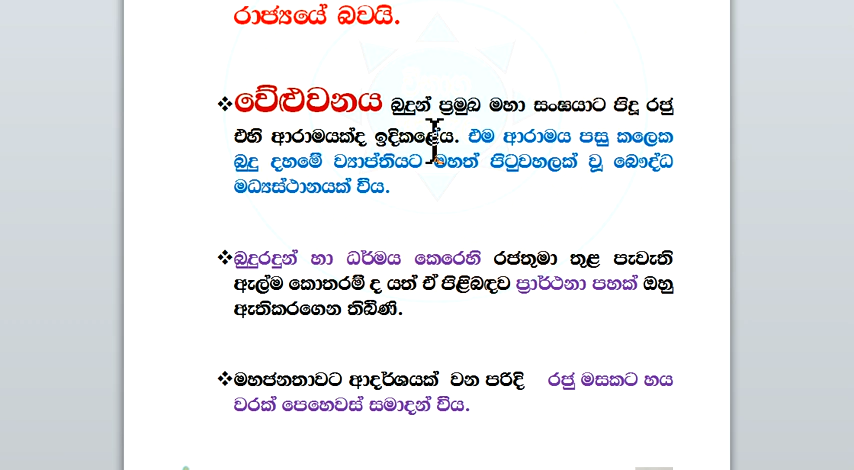 රාජ්‍යයේ බවයි.
❖වේළුවනය බුදුන් ප්‍රමුඛ මහා සංඝයාට පිදූ රජු
එහි ආරාමයක්ද ඉදිකළේය. එම ආරාමය පසු කලෙක
බුදු දහමේ ව්‍යාප්තියට මහත් පිටුවහලක් වූ බෞද්ධ
මධ්‍යස්ථානයක් විය.
❖බුදුරදුන් හා ධර්මය කෙරෙහි රජතුමා තුළ පැවැති
ඇල්ම කොතරම් ද යත් ඒ පිළිබඳව ප්‍රාර්ථනා පහක් ඔහු
ඇතිකරගෙන තිබිණි.
❖මහජනතාවට ආදර්ශයක් වන පරිදි රජු මසකට හය
වරක් පෙහෙවස් සමාදන් විය.